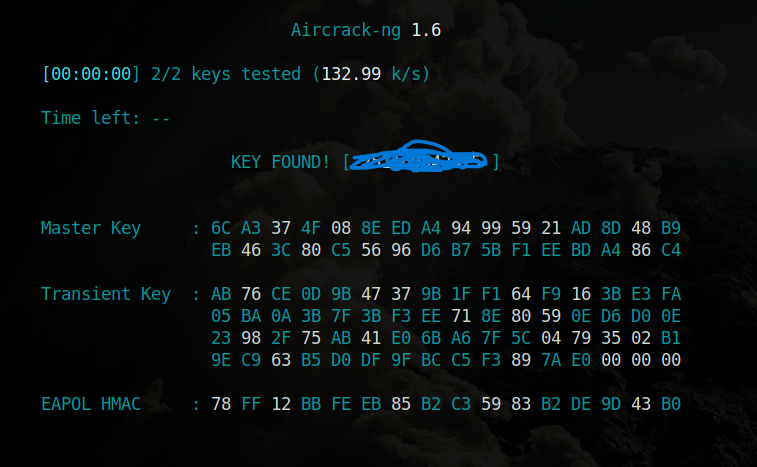 Aircrack-ng 1.6
[00:00:00] 2/2 keys tested (132.99 k/s)
Time left: --
KEY FOUND! [ ]
Master Key : 6C A3 37 4F 08 8E ED A4 94 99 59 21 AD 8D 48 B9
EB 46 3C 80 C5 56 96 D6 B7 5B F1 EE BD A4 86 C4
Transient Key : AB 76 CE 0D 9B 47 37 9B 1F F1 64 F9 16 3B E3 FA
05 BA 0A 3B 7F 3B F3 EE 71 8E 80 59 0E D6 D0 0E
23 98 2F 75 AB 41 E0 6B A6 7F 5C 04 79 35 02 B1
9E C9 63 B5 D0 DF 9F BC C5 F3 89 7A E0 00 00 00
EAPOL HMAC : 78 FF 12 BB FE EB 85 B2 C3 59 83 B2 DE 9D 43 B0